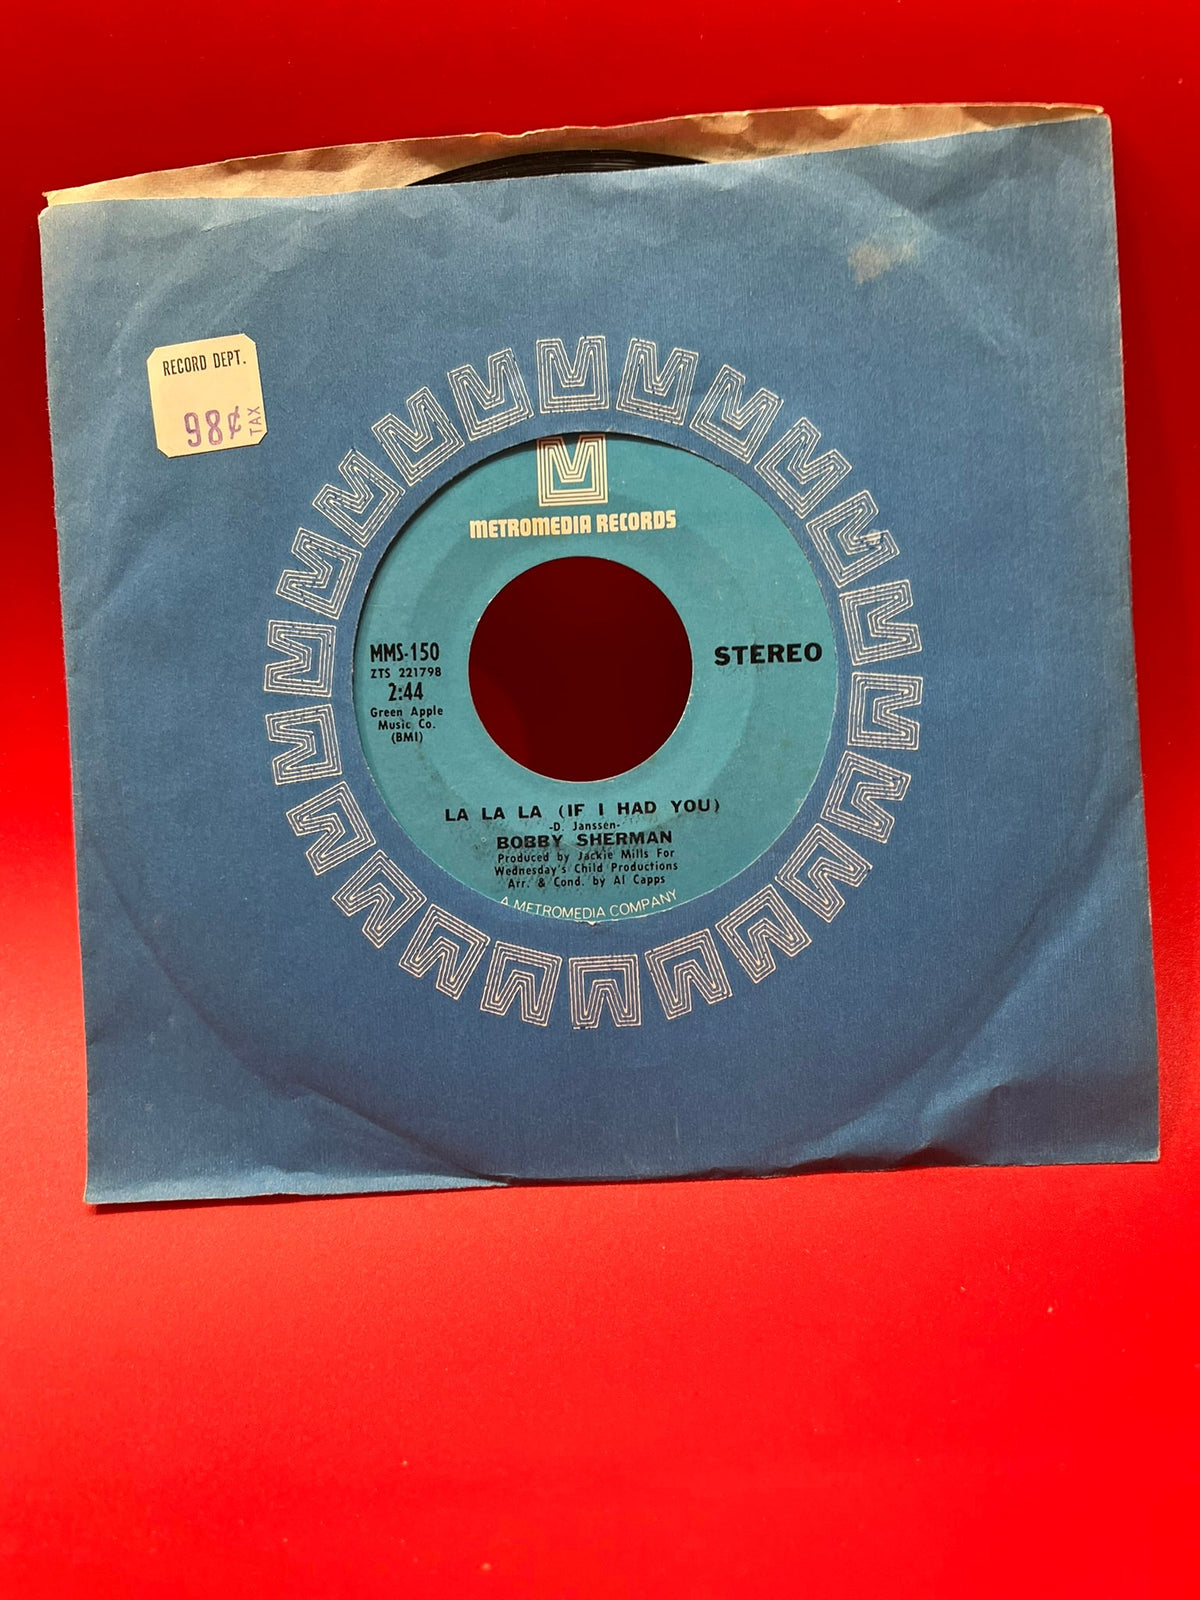 RECORD DEPT.
98¢
TAX
METROMEDIA RECORDS
MMS-150
ZTS 221798
2:44
Green Apple
Music Co.
(BMI)
STEREO
LA LA LA (IF I HAD YOU)
-D. Janssen-
BOBBY SHERMAN
Produced by Jackie Mills For
Wednesday's Child Productions
Arr. & Cond. by Al Capps
A METROMEDIA COMPANY